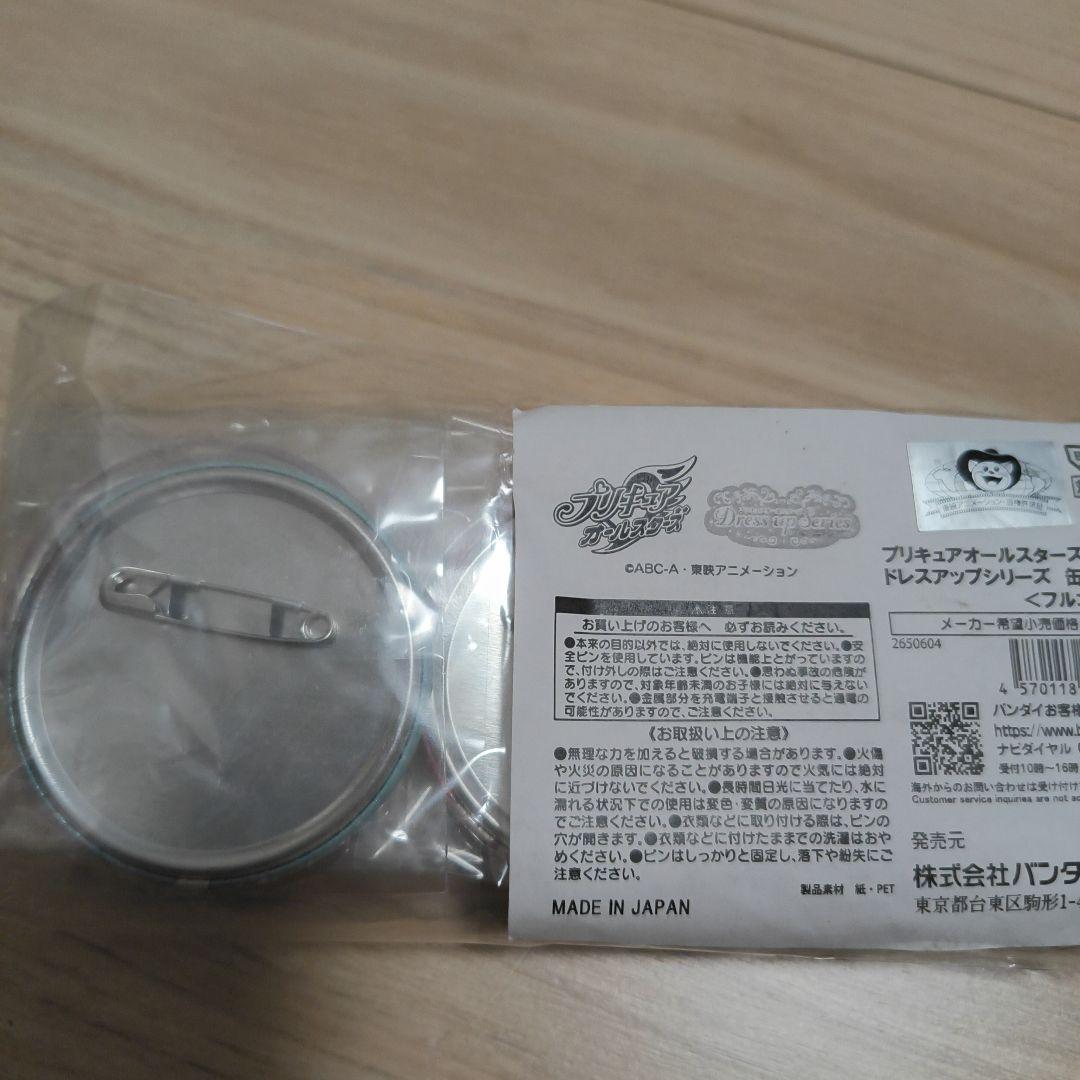 プリキュア
オールスターズ
Dress up Series
©ABC-A・東映アニメーション
注意
お買い上げのお客様へ 必ずお読みください。
●本来の目的以外では、絶対に使用しないでください。●安
全ピンを使用しています。ピンは機能上とがっていますの
で、付け外しの際はご注意ください。●思わぬ事故の危険が
ありますので、対象年齢未満のお子様には絶対に与えない
でください。●金属部分を充電端子と接触させると通電の
可能性がありますので、ご注意ください。
《お取扱い上の注意》
●無理な力を加えると破損する場合があります。●火傷
や火災の原因になることがありますので火気には絶対
に近づけないでください。●長時間日光に当てたり、水に
濡れる状況下での使用は変色・変質の原因になりますの
でご注意ください。●衣類などに取り付ける際は、ピンの
穴が開きます。●衣類などに付けたままでの洗濯はおや
めください。●ピンはしっかりと固定し、落下や紛失にご
注意ください。
製品素材 紙・PET
MADE IN JAPAN
プリキュアオールスターズ
ドレスアップシリーズ 缶
<フル
メーカー希望小売価格
2650604
4 570118
バンダイお客様
https://www.b
ナビダイヤル
受付10時～16時
海外からのお問い合わせは受け付け
Customer service inquiries are not ac
発売元
株式会社バンダ
東京都台東区駒形1-4